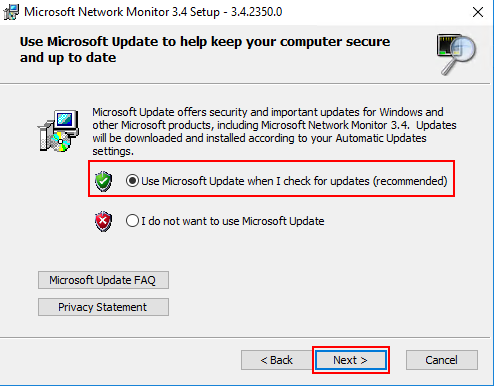 Microsoft Network Monitor 3.4 Setup - 3.4.2350.0
Use Microsoft Update to help keep your computer secure
and up to date
Microsoft Update offers security and important updates for Windows and
other Microsoft products, including Microsoft Network Monitor 3.4.  Updates
will be downloaded and installed according to your Automatic Updates
settings.
Use Microsoft Update when I check for updates (recommended)
I do not want to use Microsoft Update
Microsoft Update FAQ
Privacy Statement
< Back
Next >
Cancel